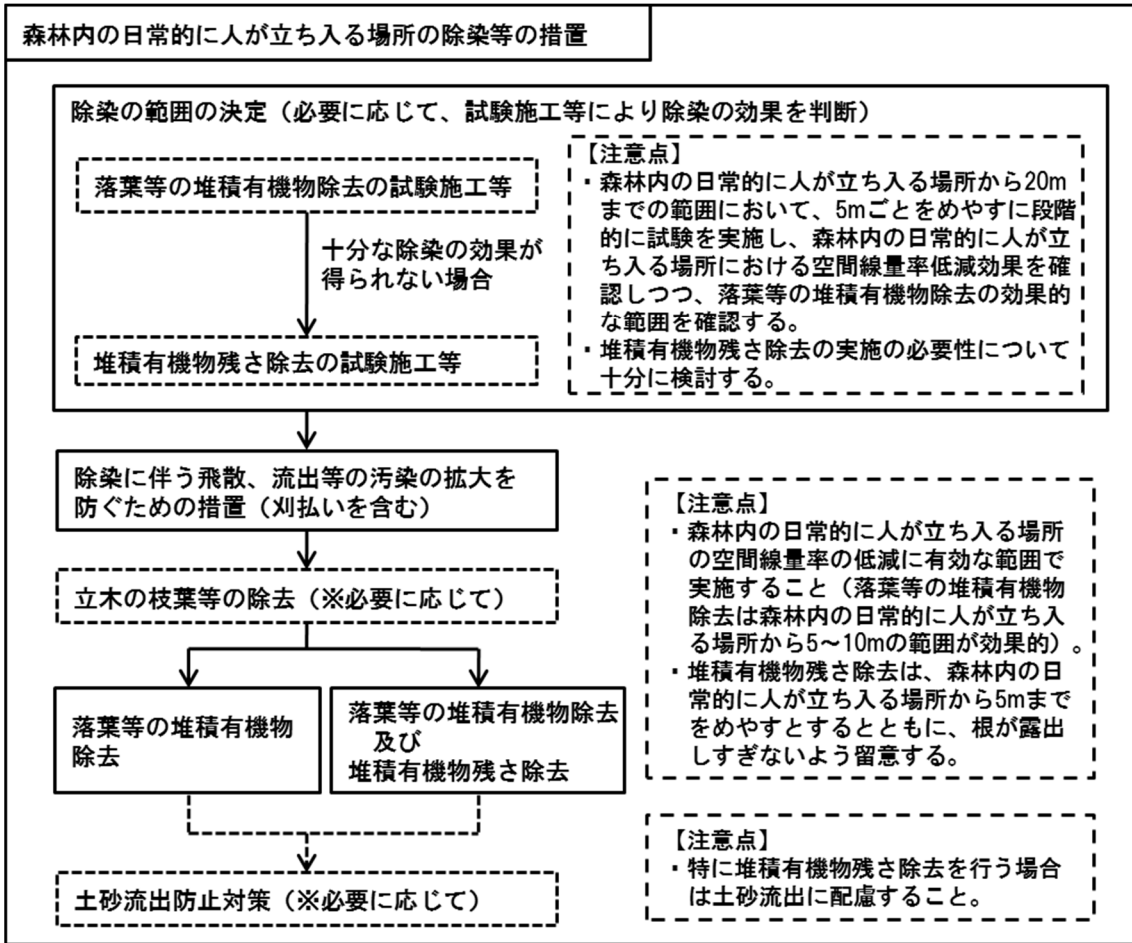 森林内の日常的に人が立ち入る場所の除染等の措置
除染の範囲の決定（必要に応じて、試験施工等により除染の効果を判断）
落葉等の堆積有機物除去の試験施工等
十分な除染の効果が
得られない場合
堆積有機物残さ除去の試験施工等
【注意点】
・森林内の日常的に人が立ち入る場所から20m
までの範囲において、5mごとをめやすに段階
的に試験を実施し、森林内の日常的に人が立
ち入る場所における空間線量率低減効果を確
認しつつ、落葉等の堆積有機物除去の効果的
な範囲を確認する。
・堆積有機物残さ除去の実施の必要性について
十分に検討する。
除染に伴う飛散、流出等の汚染の拡大を
防ぐための措置（刈払いを含む）
立木の枝葉等の除去（※必要に応じて）
落葉等の堆積有機物
除去
落葉等の堆積有機物除去
及び
堆積有機物残さ除去
【注意点】
・森林内の日常的に人が立ち入る場所
の空間線量率の低減に有効な範囲で
実施すること（落葉等の堆積有機物
除去は森林内の日常的に人が立ち入
る場所から5～10mの範囲が効果的）。
・堆積有機物残さ除去は、森林内の日
常的に人が立ち入る場所から5mまで
をめやすとするとともに、根が露出
しすぎないよう留意する。
土砂流出防止対策（※必要に応じて）
【注意点】
・特に堆積有機物残さ除去を行う場合
は土砂流出に配慮すること。